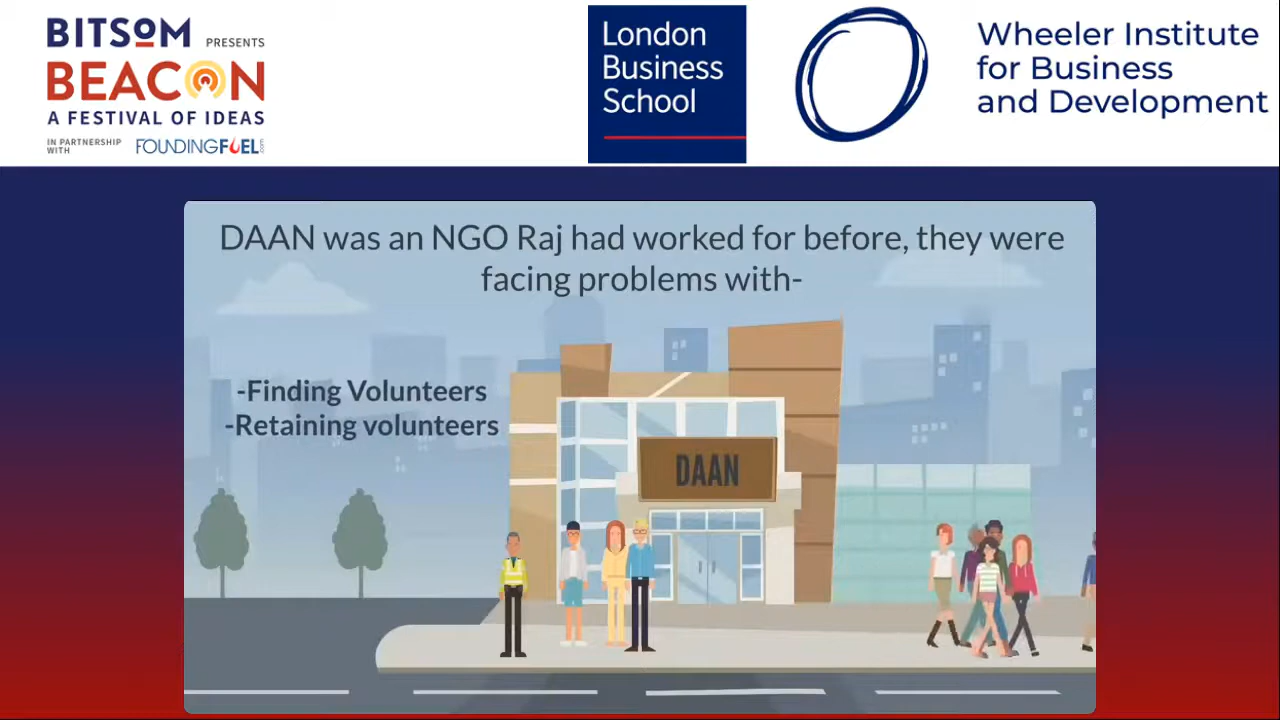 BITSOM PRESENTS
BEACON
A FESTIVAL OF IDEAS
IN PARTNERSHIP
WITH
FOUNDINGFUEL.com
London
Business
School
Wheeler Institute
for Business
and Development
DAAN was an NGO Raj had worked for before, they were
facing problems with-
-Finding Volunteers
-Retaining volunteers
DAAN